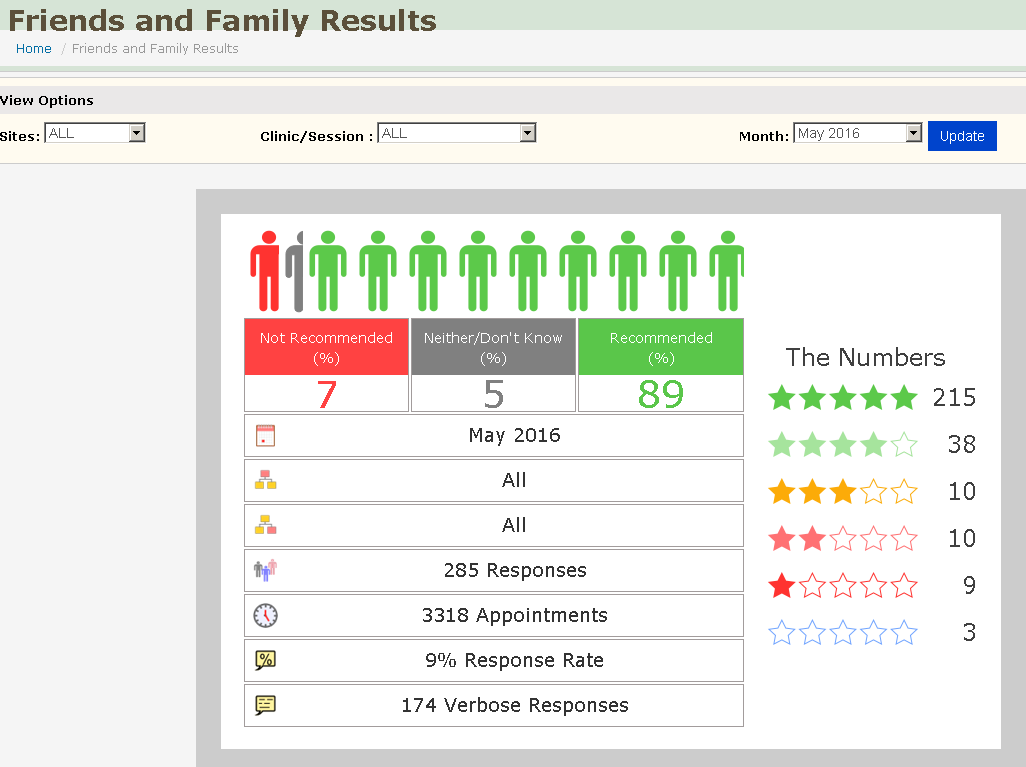 Friends and Family Results
Home / Friends and Family Results
View Options
Sites: ALL Clinic/Session : ALL Month: May 2016 Update
Not Recommended (%)
7
Neither/Don't Know (%)
5
Recommended (%)
89
May 2016
All
All
285 Responses
3318 Appointments
9% Response Rate
174 Verbose Responses
The Numbers
215
38
10
10
9
3